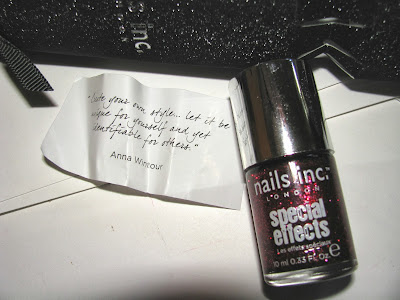 s inc.
"
your own style... let it be
unique for yourself and yet
identifiable for others."
Anna Wintour
nails inc.
LONDON
special
effects
Les effets spéciaux
10 ml 0.33 Fl. Oz. e